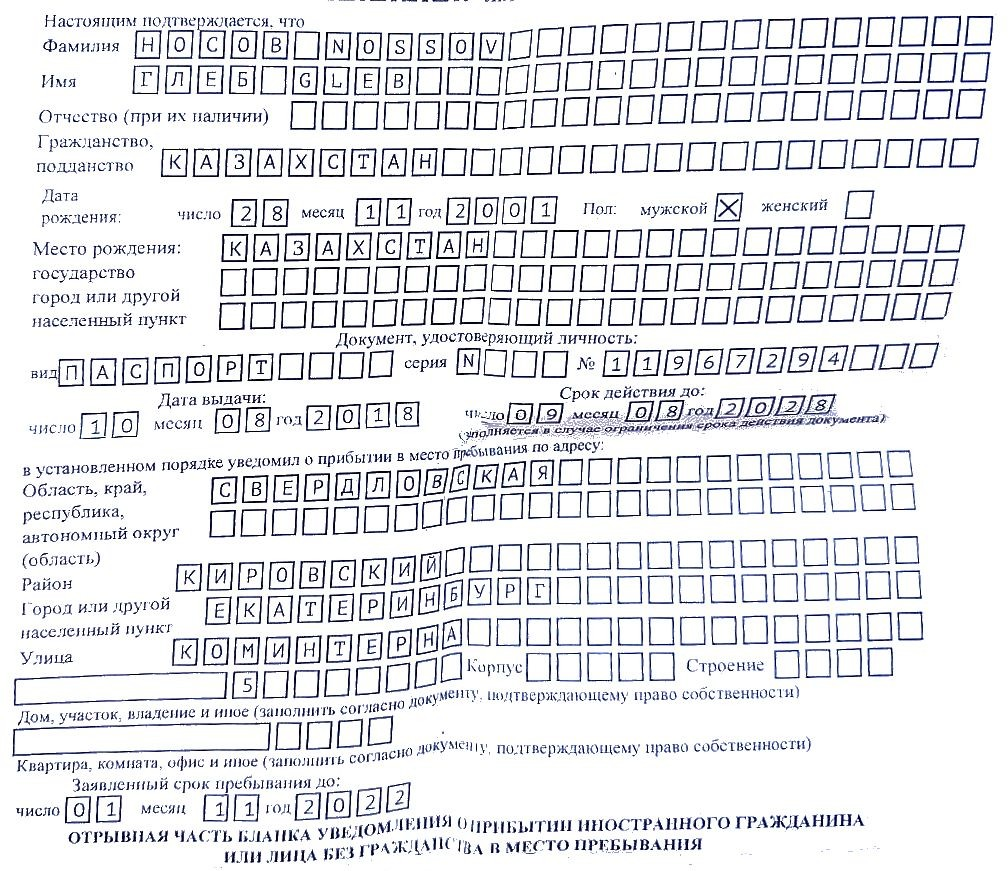 Настоящим подтверждается, что
Фамилия НОСОВ NOSSOV
Имя ГЛЕБ GLEB
Отчество (при их наличии)
Гражданство,
подданство КАЗАХСТАН
Дата
рождения: число 28 месяц 11 год 2001 Пол: мужской X женский
Место рождения: КАЗАХСТАН
государство
город или другой
населенный пункт
Документ, удостоверяющий личность:
вид ПАСПОРТ серия N № 11967294
Дата выдачи: Срок действия до:
число 10 месяц 08 год 2018 число 09 месяц 08 год 2028
(заполняется в случае ограничения срока действия документа)
в установленном порядке уведомил о прибытии в место пребывания по адресу:
Область, край, СВЕРДЛОВСКАЯ
республика,
автономный округ
(область)
Район КИРОВСКИЙ
Город или другой ЕКАТЕРИНБУРГ
населенный пункт
Улица КОМИНТЕРНА
5 Корпус Строение
Дом, участок, владение и иное (заполнить согласно документу, подтверждающему право собственности)
Квартира, комната, офис и иное (заполнить согласно документу, подтверждающему право собственности)
Заявленный срок пребывания до:
число 01 месяц 11 год 2022
ОТРЫВНАЯ ЧАСТЬ БЛАНКА УВЕДОМЛЕНИЯ О ПРИБЫТИИ ИНОСТРАННОГО ГРАЖДАНИНА
ИЛИ ЛИЦА БЕЗ ГРАЖДАНСТВА В МЕСТО ПРЕБЫВАНИЯ